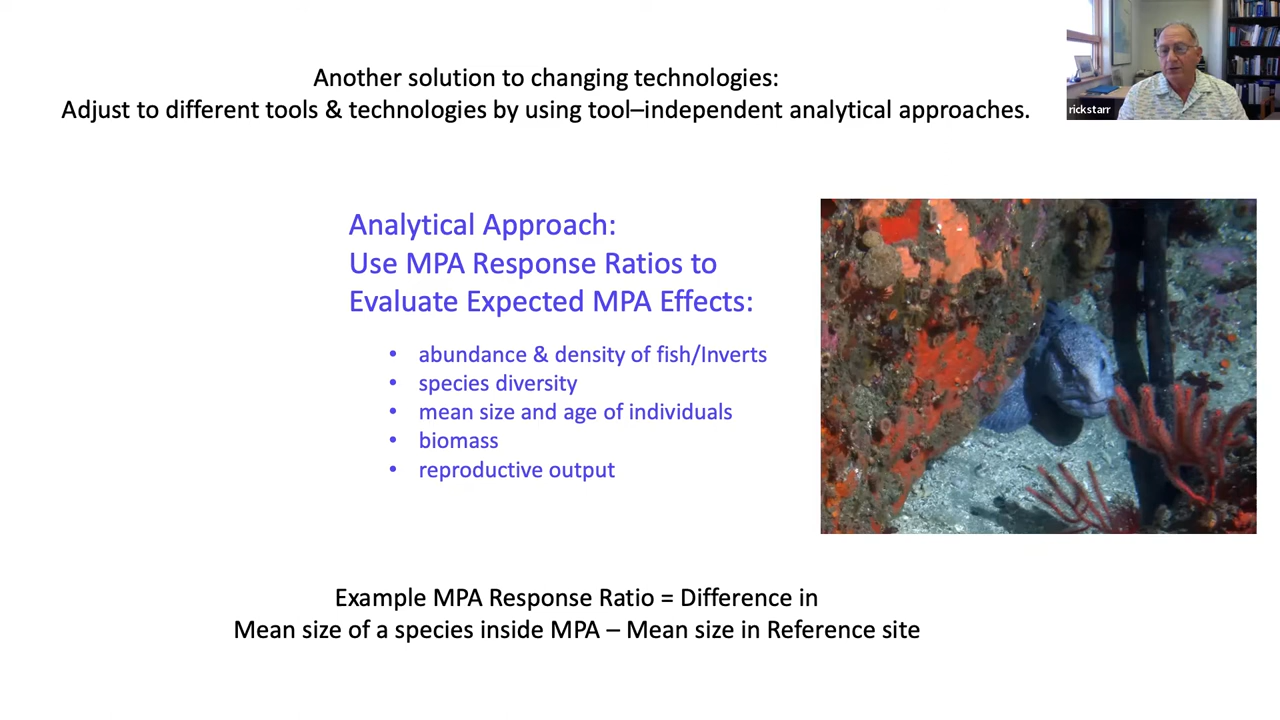 Another solution to changing technologies:
Adjust to different tools & technologies by using tool–independent analytical approaches.
rickstarr
Analytical Approach:
Use MPA Response Ratios to
Evaluate Expected MPA Effects:
• abundance & density of fish/Inverts
• species diversity
• mean size and age of individuals
• biomass
• reproductive output
Example MPA Response Ratio = Difference in
Mean size of a species inside MPA – Mean size in Reference site